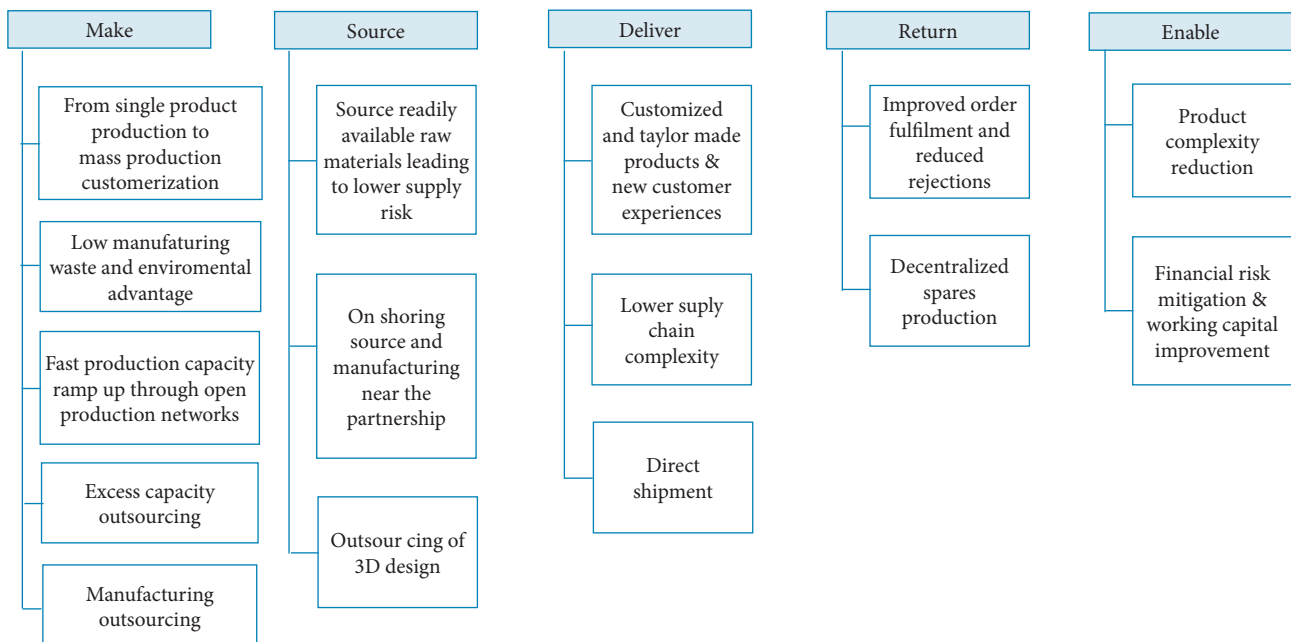 Make
From single product
production to
mass production
customerization
Low manufaturing
waste and enviromental
advantage
Fast production capacity
ramp up through open
production networks
Excess capacity
outsourcing
Manufacturing
outsourcing
Source
Source readily
available raw
materials leading
to lower supply
risk
On shoring
source and
manufacturing
near the
partnership
Outsour cing of
3D design
Deliver
Customized
and taylor made
products &
new customer
experiences
Lower suply
chain
complexity
Direct
shipment
Return
Improved order
fulfilment and
reduced
rejections
Decentralized
spares
production
Enable
Product
complexity
reduction
Financial risk
mitigation &
working capital
improvement